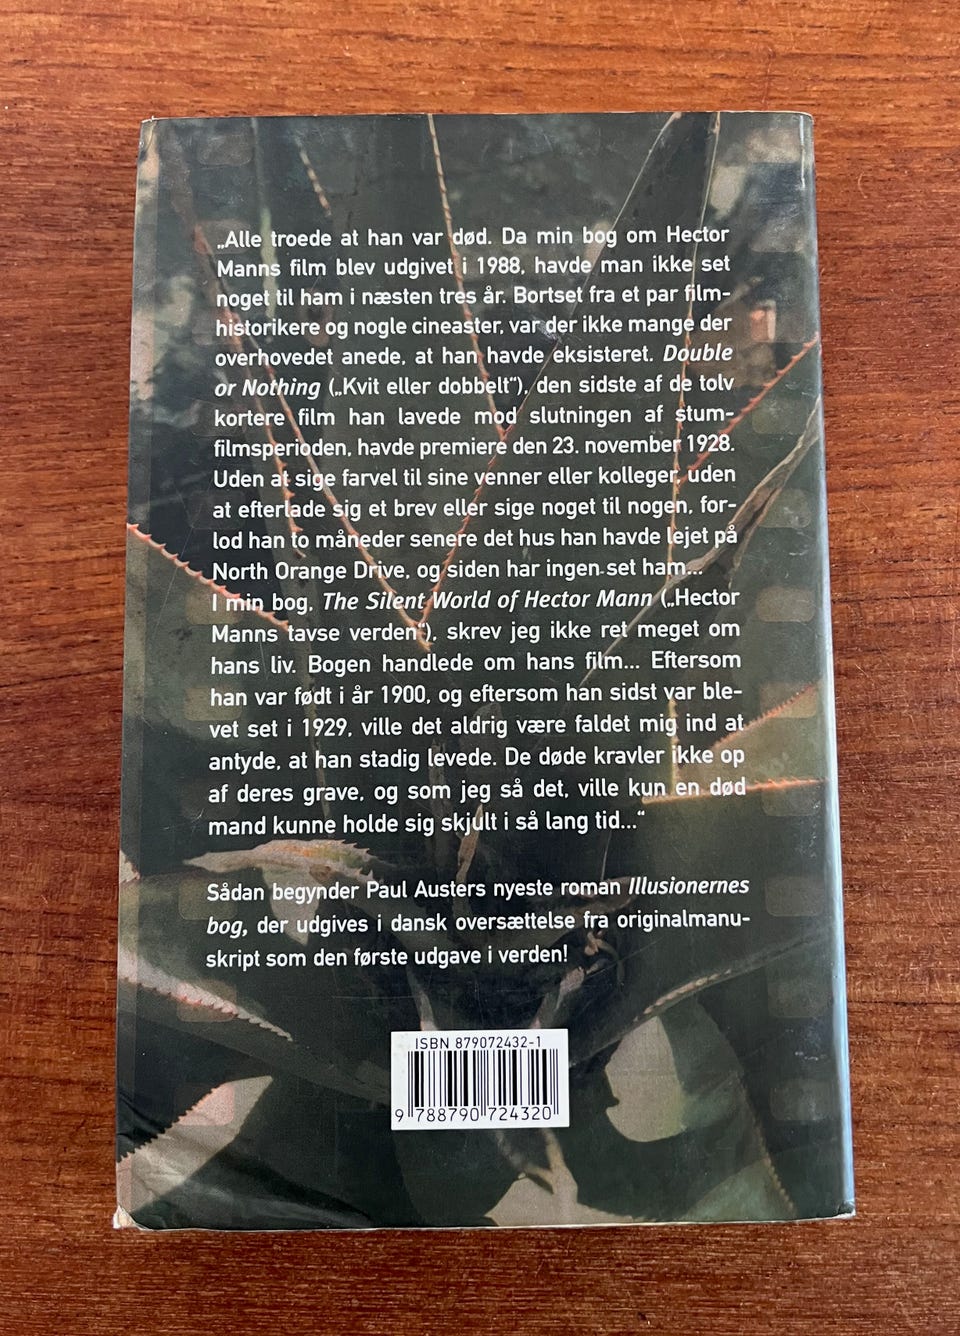 „Alle troede at han var død. Da min bog om Hector
Manns film blev udgivet i 1988, havde man ikke set
noget til ham i næsten tres år. Bortset fra et par film-
historikere og nogle cineaster, var der ikke mange der
overhovedet anede, at han havde eksisteret. Double
or Nothing („Kvit eller dobbelt“), den sidste af de tolv
kortere film han lavede mod slutningen af stum-
filmsperioden, havde premiere den 23. november 1928.
Uden at sige farvel til sine venner eller kolleger, uden
at efterlade sig et brev eller sige noget til nogen, for-
lod han to måneder senere det hus han havde lejet på
North Orange Drive, og siden har ingen set ham...
I min bog, The Silent World of Hector Mann („Hector
Manns tavse verden“), skrev jeg ikke ret meget om
hans liv. Bogen handlede om hans film... Eftersom
han var født i år 1900, og eftersom han sidst var ble-
vet set i 1929, ville det aldrig være faldet mig ind at
antyde, at han stadig levede. De døde kravler ikke op
af deres grave, og som jeg så det, ville kun en død
mand kunne holde sig skjult i så lang tid...“
Sådan begynder Paul Austers nyeste roman Illusionernes
bog, der udgives i dansk oversættelse fra originalmanu-
skript som den første udgave i verden!
ISBN 879072432-1
9 788790 724320